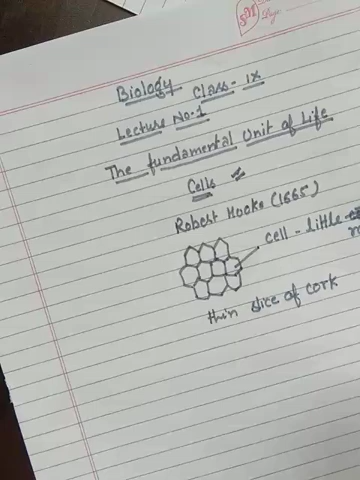 Biology Class - IX
Lecture No.1
The fundamental Unit of Life
Cells
Robert Hooke (1665)
cell - little
thin slice of cork